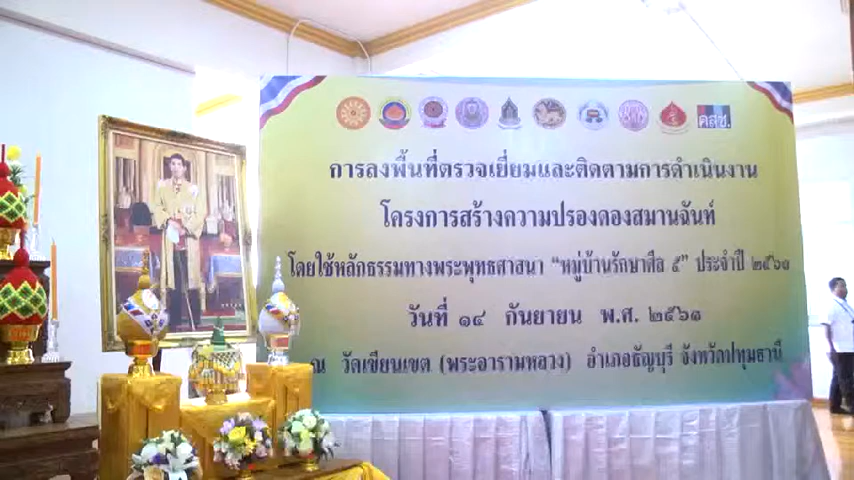 คสช.
การลงพื้นที่ตรวจเยี่ยมและติดตามการดำเนินงาน
โครงการสร้างความปรองดองสมานฉันท์
โดยใช้หลักธรรมทางพระพุทธศาสนา “หมู่บ้านรักษาศีล ๕” ประจำปี ๒๕๖๑
วันที่ ๑๔ กันยายน พ.ศ. ๒๕๖๑
ณ วัดเขียนเขต (พระอารามหลวง) อำเภอธัญบุรี จังหวัดปทุมธานี